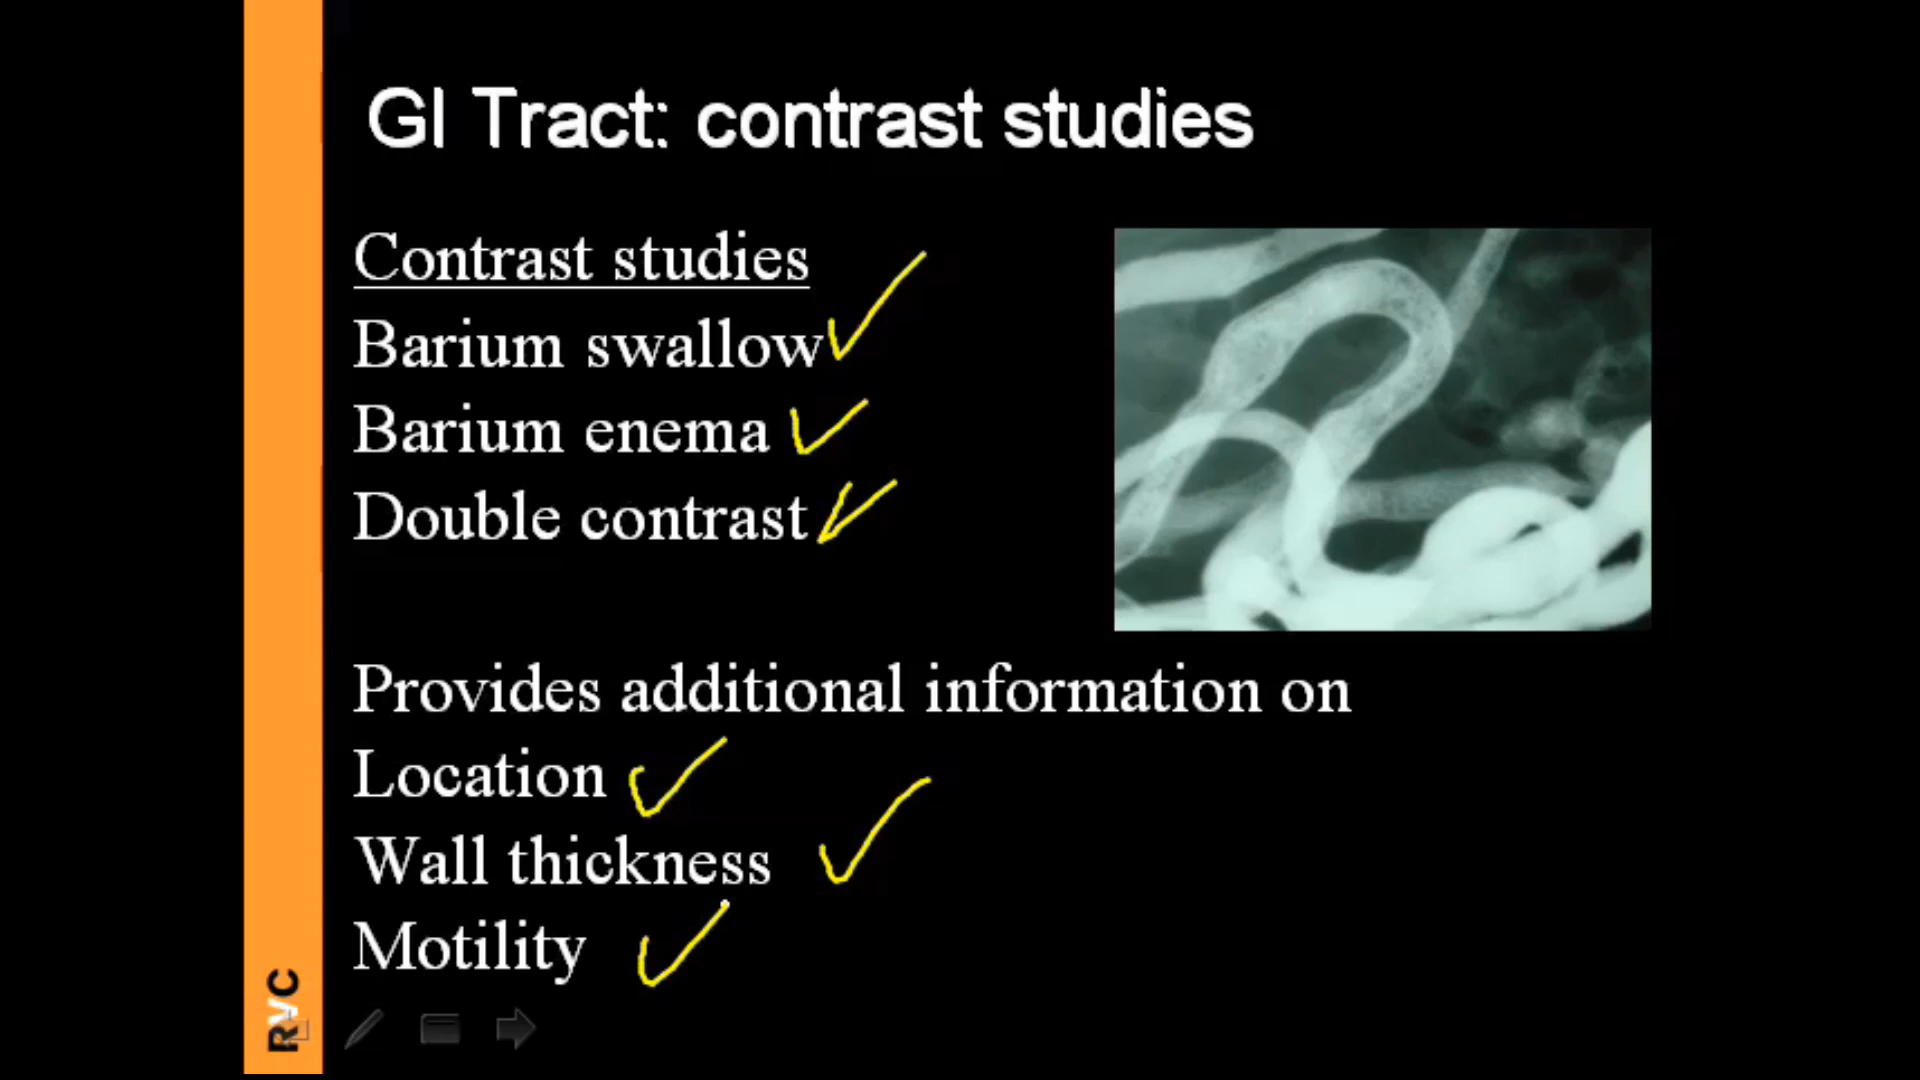 GI Tract: contrast studies
Contrast studies
Barium swallow
Barium enema
Double contrast
Provides additional information on
Location
Wall thickness
Motility
RVC